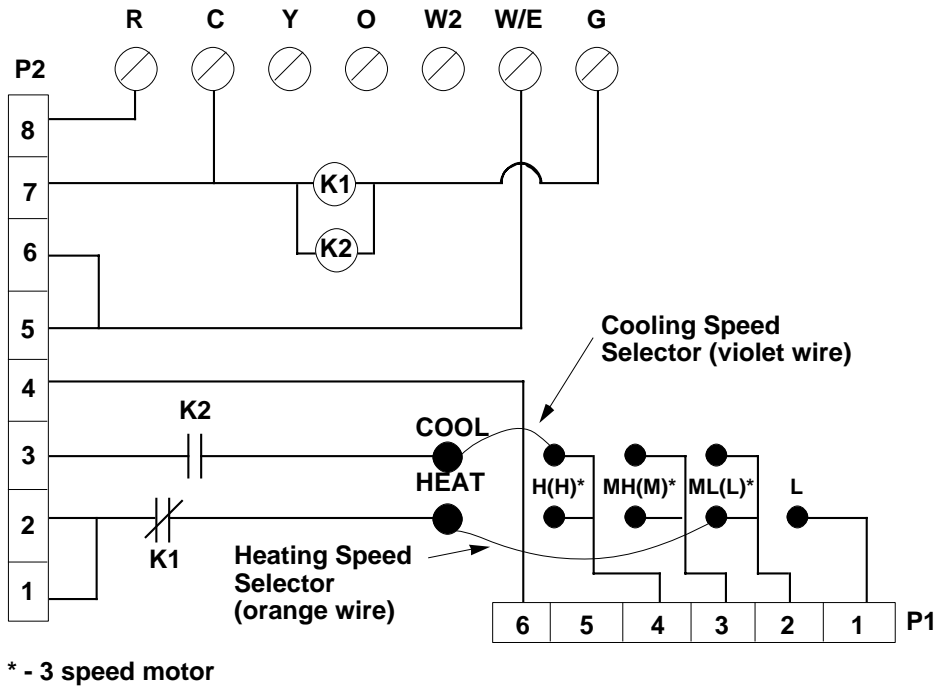 R C Y O W2 W/E G
P2
8
7
K1
K2
6
5
Cooling Speed
Selector (violet wire)
4
K2
COOL
3
HEAT
H(H)* MH(M)* ML(L)* L
2
K1
Heating Speed
Selector
(orange wire)
1
6 5 4 3 2 1 P1
* - 3 speed motor